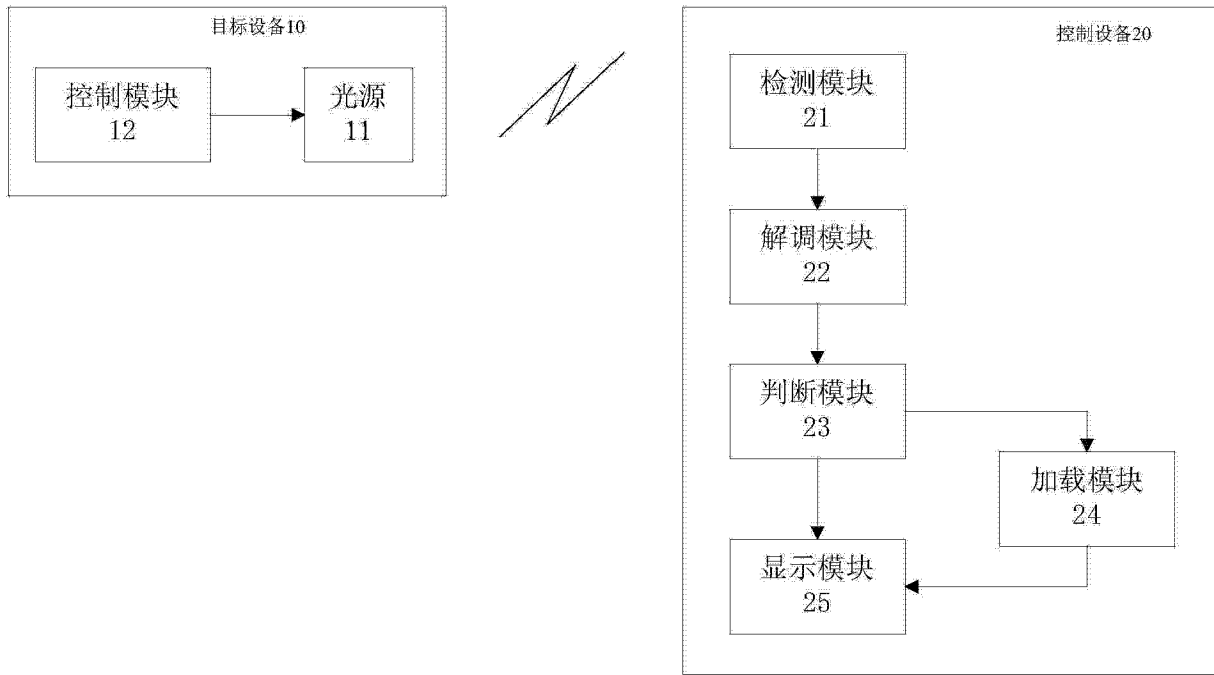 目标设备10
控制模块
12
光源
11
控制设备20
检测模块
21
解调模块
22
判断模块
23
加载模块
24
显示模块
25